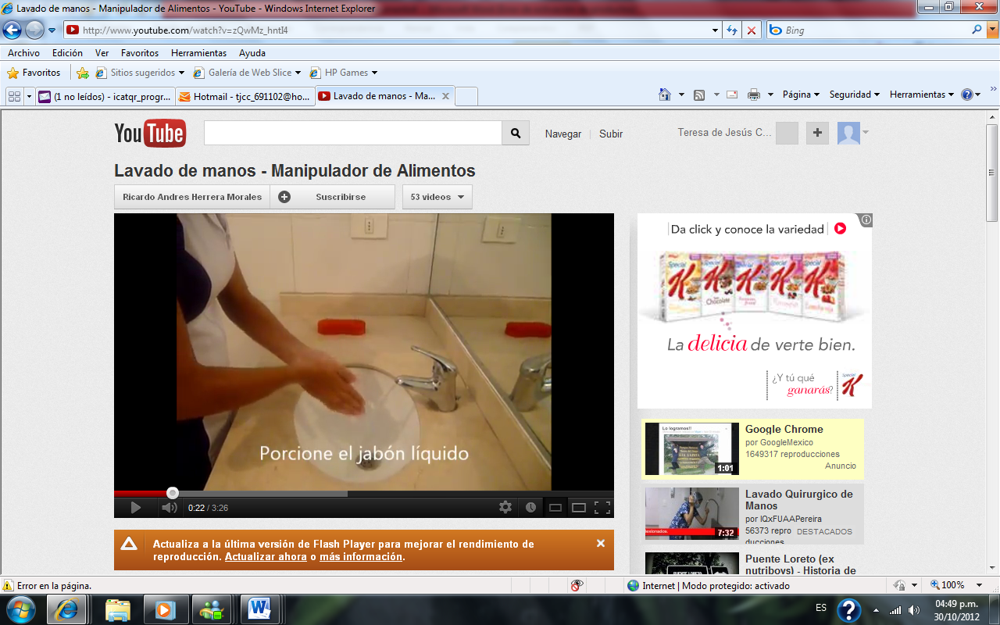 Lavado de manos - Manipulador de Alimentos - YouTube - Windows Internet Explorer
http://www.youtube.com/watch?v=zQwMz_hntI4
Bing
Archivo Edición Ver Favoritos Herramientas Ayuda
Favoritos Sitios sugeridos Galería de Web Slice HP Games
(1 no leídos) - icatqr_progr... Hotmail - tjcc_691102@ho... Lavado de manos - Ma... Página Seguridad Herramientas »
YouTube Navegar Subir Teresa de Jesús C...
Lavado de manos - Manipulador de Alimentos
Ricardo Andres Herrera Morales Suscribirse 53 videos
Da click y conoce la variedad
Special K
Chocolate
La delicia de verte bien.
¿Y tú qué
ganarás?
Special K
Porcione el jabón líquido
0:22 / 3:26
Lo logramos!!
1:01
Google Chrome
por GoogleMexico
1649317 reproducciones
Anuncio
7:32
Lavado Quirurgico de
Manos
por IQxFUAAPereira
56373 repro DESTACADOS
ducciones
Actualiza a la última versión de Flash Player para mejorar el rendimiento de
reproducción. Actualizar ahora o más información.
PUENTE LORETO
Puente Loreto (ex
nutriboys) - Historia de
Error en la página. Internet | Modo protegido: activado 100%
ES 04:49 p.m.
30/10/2012